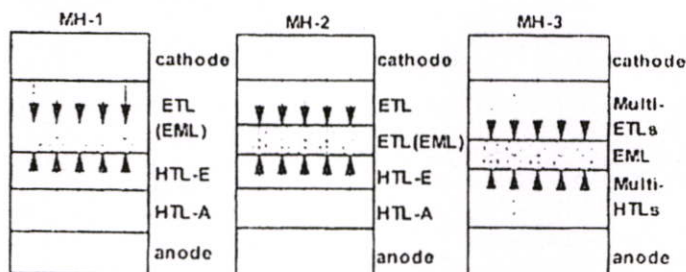 MH-1
cathode
ETL
(EML)
HTL-E
HTL-A
anode
MH-2
cathode
ETL
ETL(EML)
HTL-E
HTL-A
anode
MH-3
cathode
Multi-
ETLs
EML
Multi-
HTLs
anode